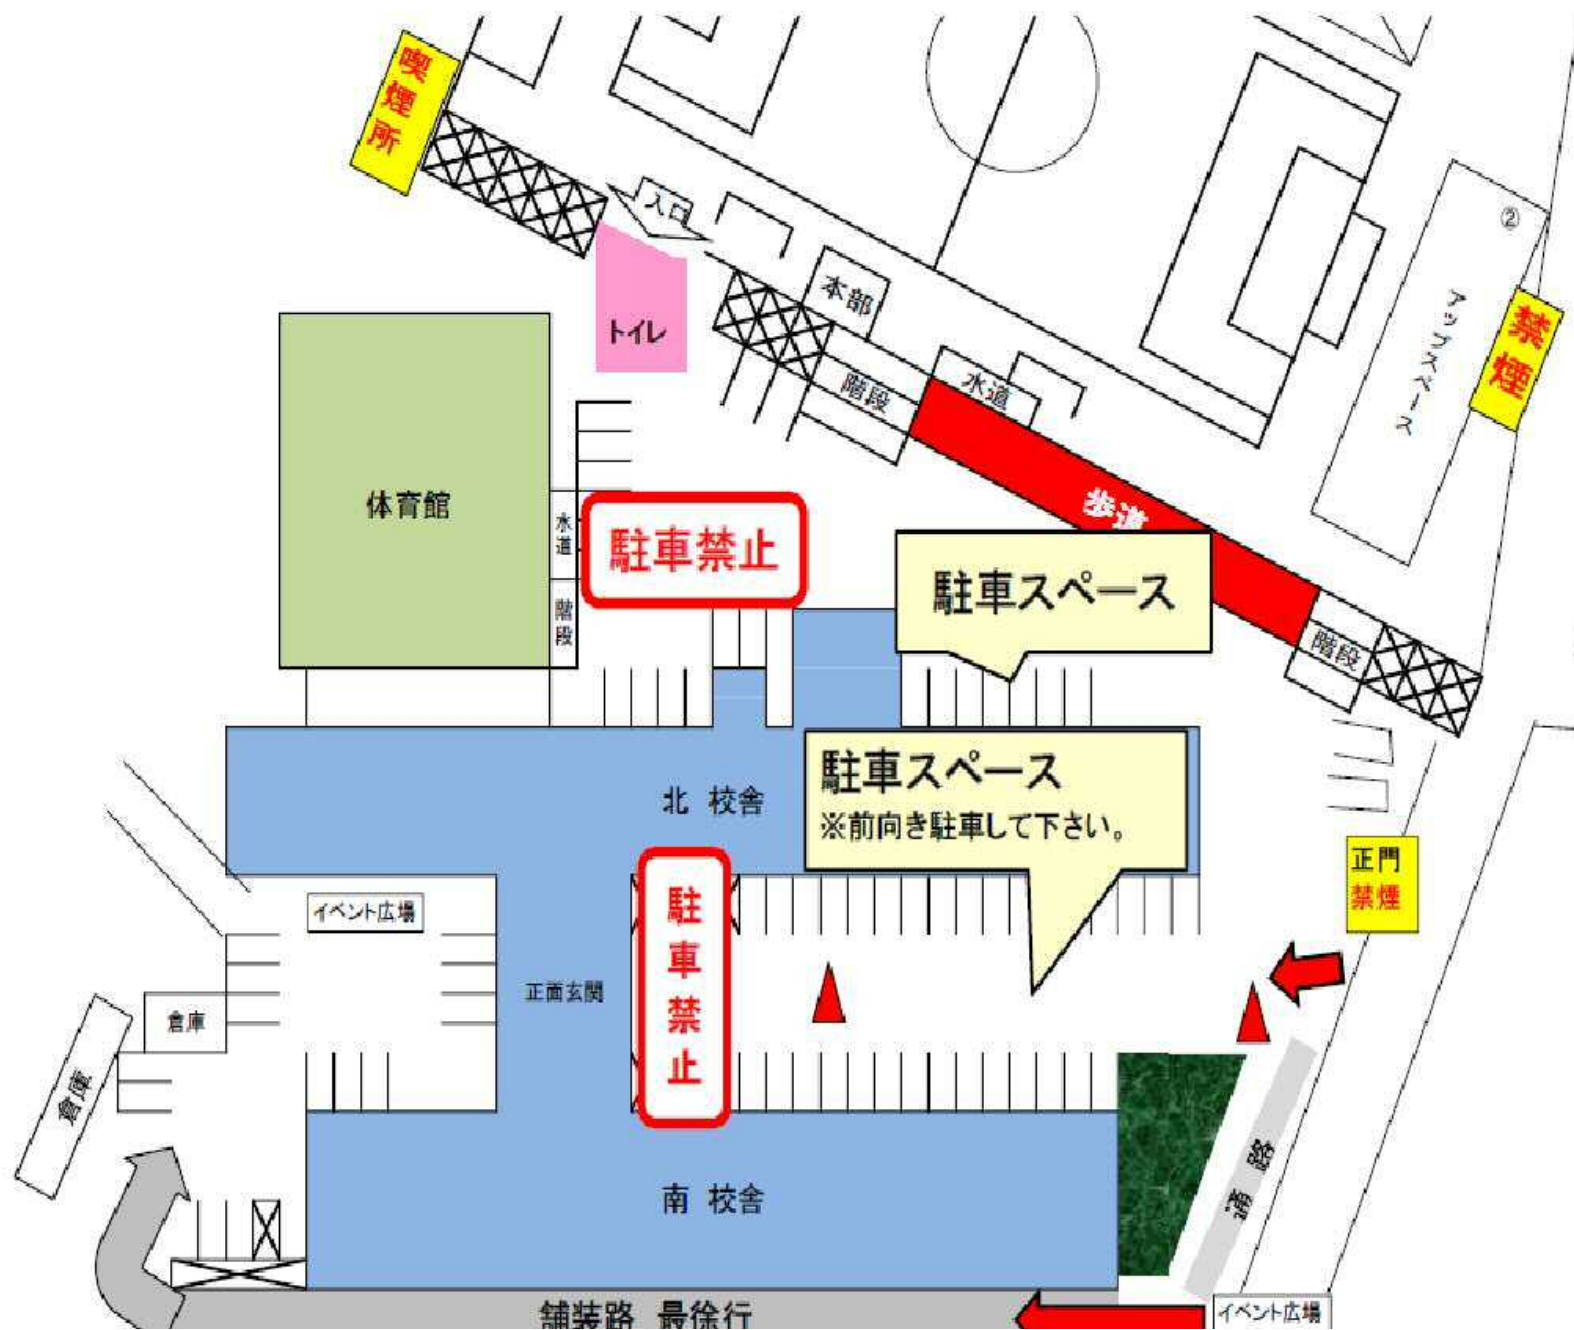 喫煙所
入口
②
本部
トイレ
アップスペース
禁煙
階段
水道
歩道
体育館
水道
駐車禁止
駐車スペース
階段
階段
北 校舎
駐車スペース
※前向き駐車して下さい。
正門
禁煙
イベント広場
駐車禁止
正面玄関
倉庫
倉庫
通路
南 校舎
舗装路 最徐行
イベント広場